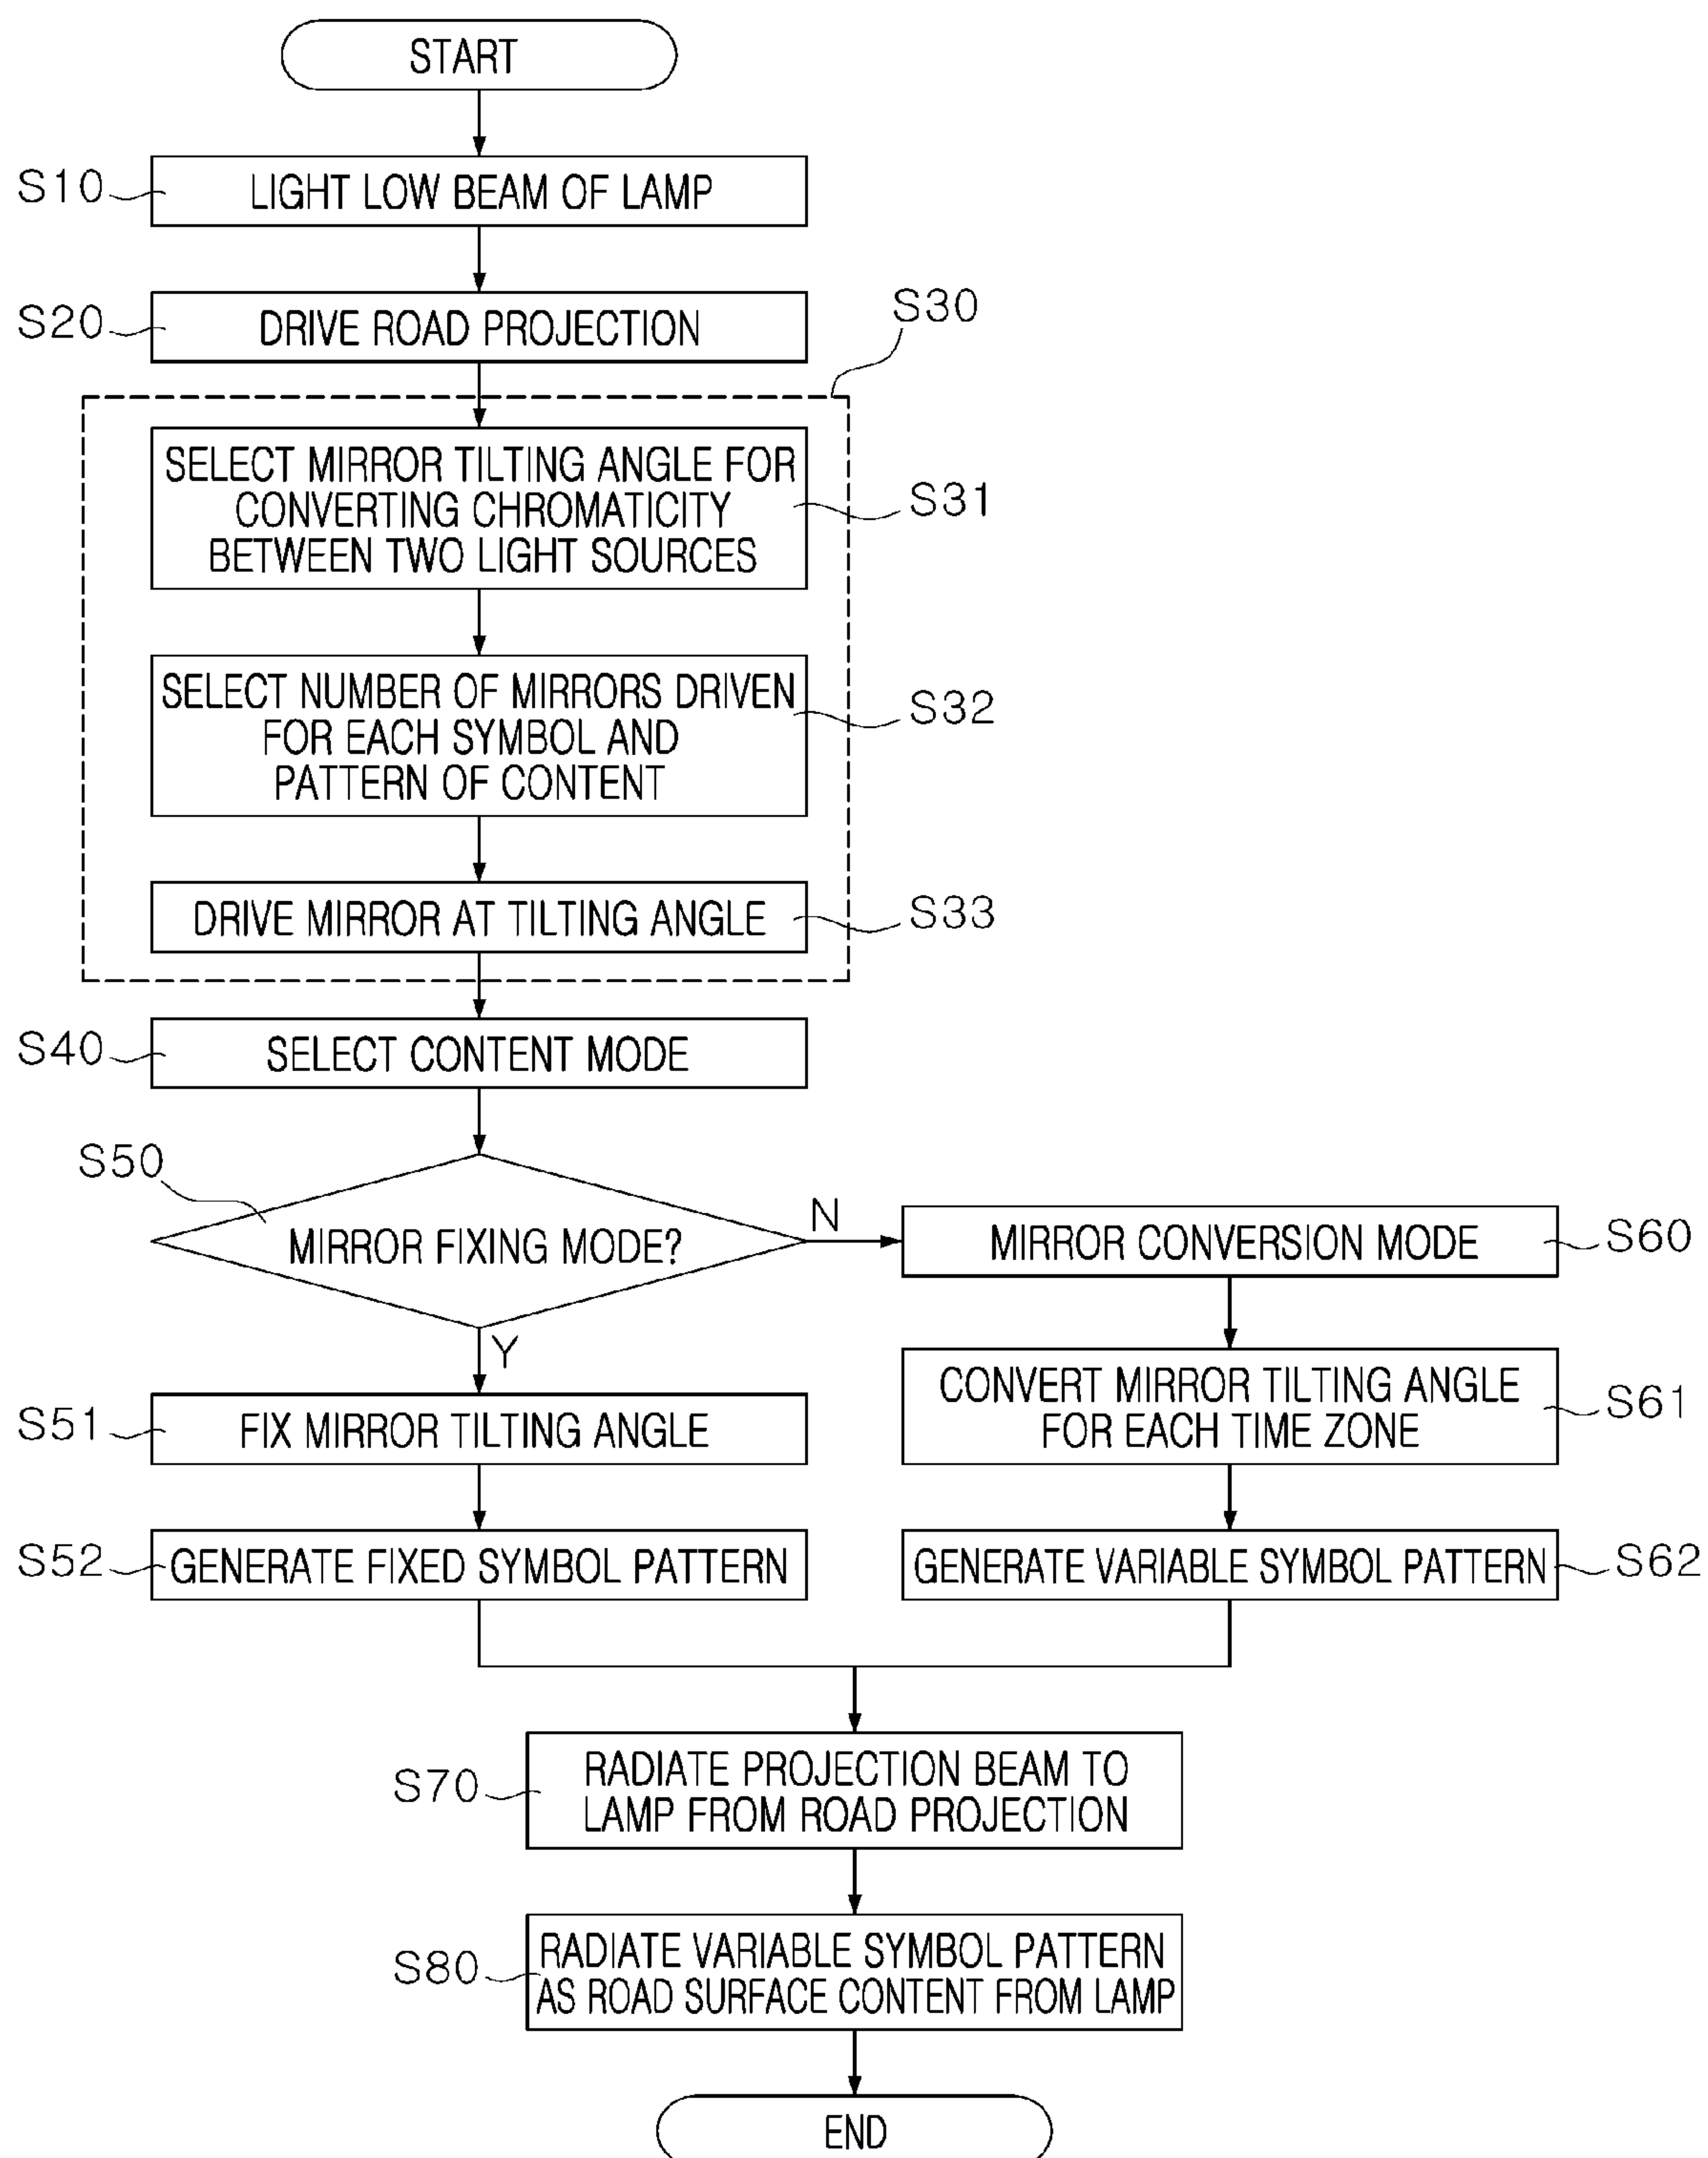 START
S10
LIGHT LOW BEAM OF LAMP
S20
DRIVE ROAD PROJECTION
S30
SELECT MIRROR TILTING ANGLE FOR
CONVERTING CHROMATICITY
BETWEEN TWO LIGHT SOURCES
S31
SELECT NUMBER OF MIRRORS DRIVEN
FOR EACH SYMBOL AND
PATTERN OF CONTENT
S32
DRIVE MIRROR AT TILTING ANGLE
S33
S40
SELECT CONTENT MODE
S50
MIRROR FIXING MODE?
N
MIRROR CONVERSION MODE
S60
Y
S51
FIX MIRROR TILTING ANGLE
CONVERT MIRROR TILTING ANGLE
FOR EACH TIME ZONE
S61
S52
GENERATE FIXED SYMBOL PATTERN
GENERATE VARIABLE SYMBOL PATTERN
S62
S70
RADIATE PROJECTION BEAM TO
LAMP FROM ROAD PROJECTION
S80
RADIATE VARIABLE SYMBOL PATTERN
AS ROAD SURFACE CONTENT FROM LAMP
END